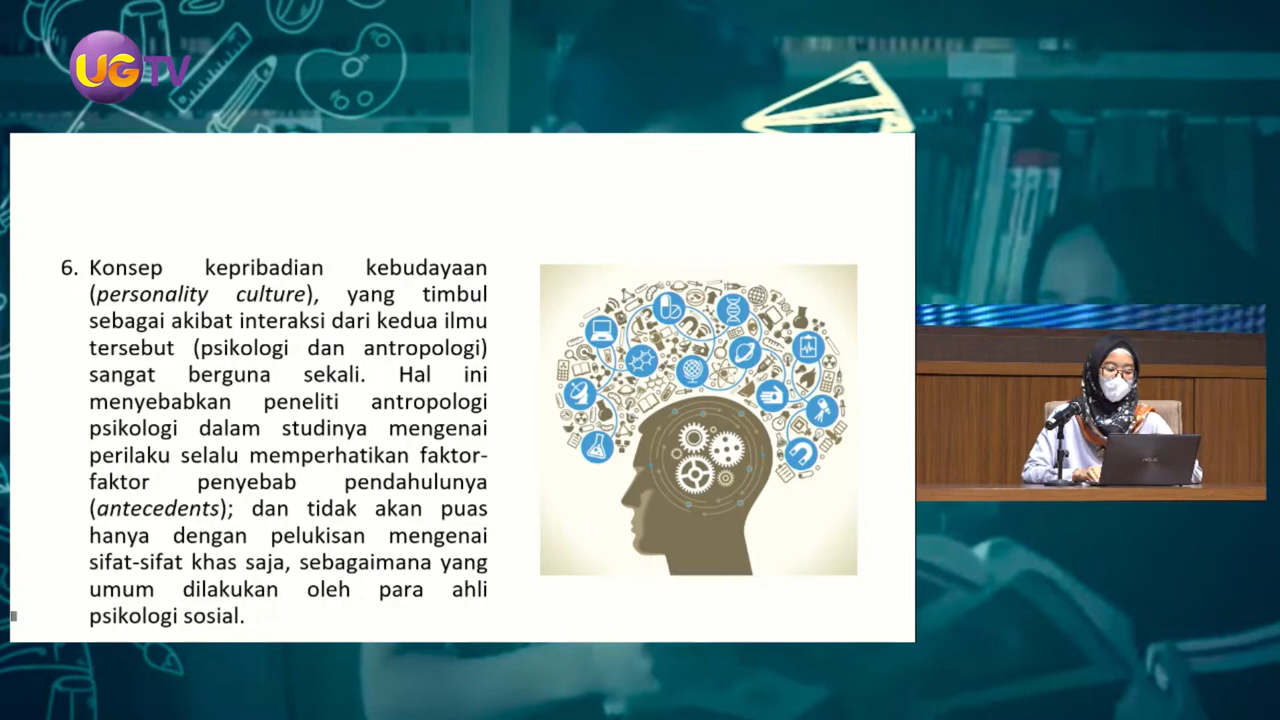 UGTV
6. Konsep kepribadian kebudayaan
(personality culture), yang timbul
sebagai akibat interaksi dari kedua ilmu
tersebut (psikologi dan antropologi)
sangat berguna sekali. Hal ini
menyebabkan peneliti antropologi
psikologi dalam studinya mengenai
perilaku selalu memperhatikan faktor-
faktor penyebab pendahulunya
(antecedents); dan tidak akan puas
hanya dengan pelukisan mengenai
sifat-sifat khas saja, sebagaimana yang
umum dilakukan oleh para ahli
psikologi sosial.
ASUS